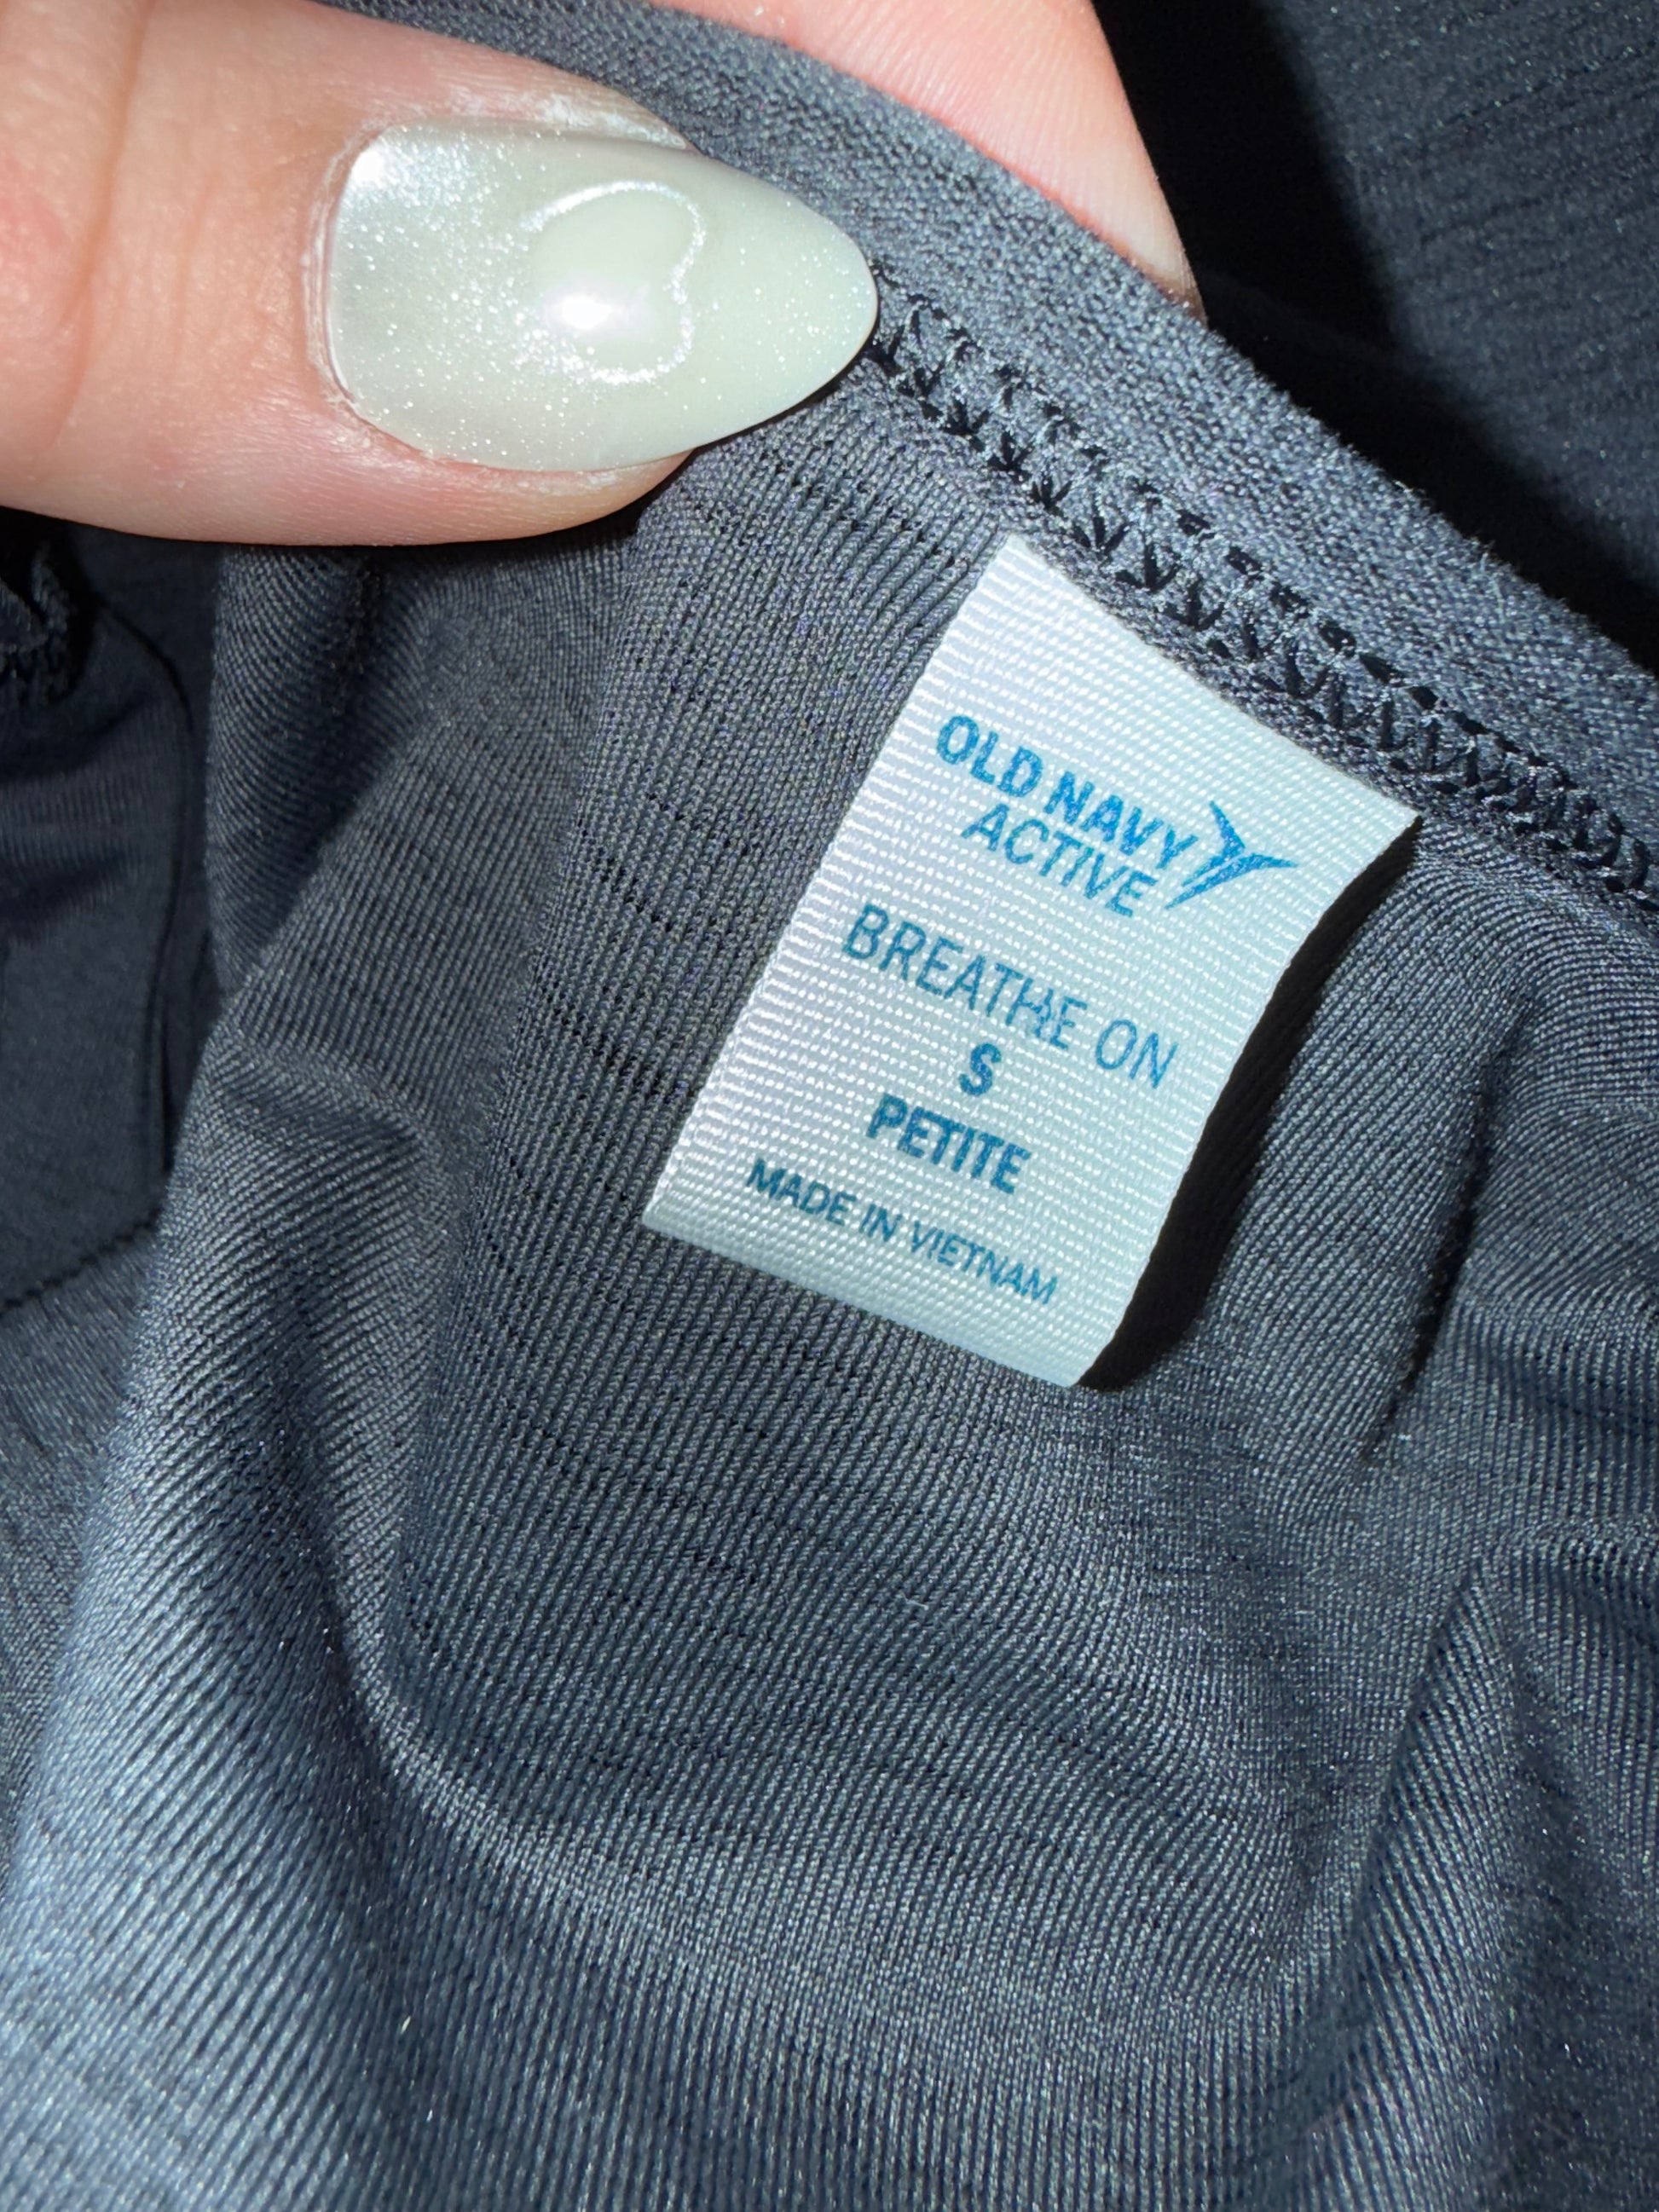 OLD NAVY
ACTIVE
BREATHE ON
S
PETITE
MADE IN VIETNAM